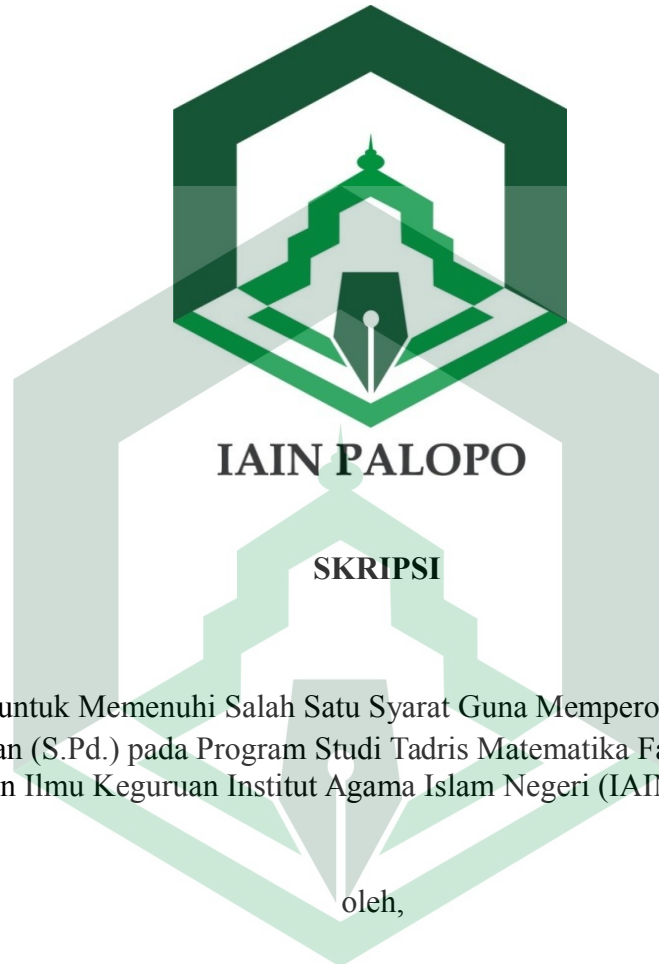 IAIN PALOPO
SKRIPSI
untuk Memenuhi Salah Satu Syarat Guna Mempero
an (S.Pd.) pada Program Studi Tadris Matematika Fa
n Ilmu Keguruan Institut Agama Islam Negeri (IAIN
oleh,